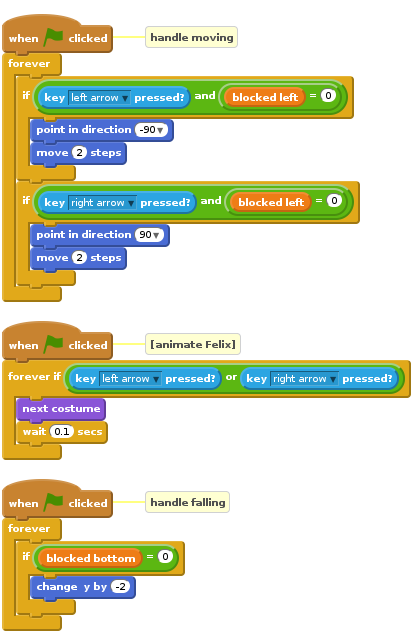 when clicked handle moving
forever
if key left arrow pressed? and blocked left = 0
point in direction -90
move 2 steps
if key right arrow pressed? and blocked left = 0
point in direction 90
move 2 steps
when clicked [animate Felix]
forever if key left arrow pressed? or key right arrow pressed?
next costume
wait 0.1 secs
when clicked handle falling
forever
if blocked bottom = 0
change y by -2